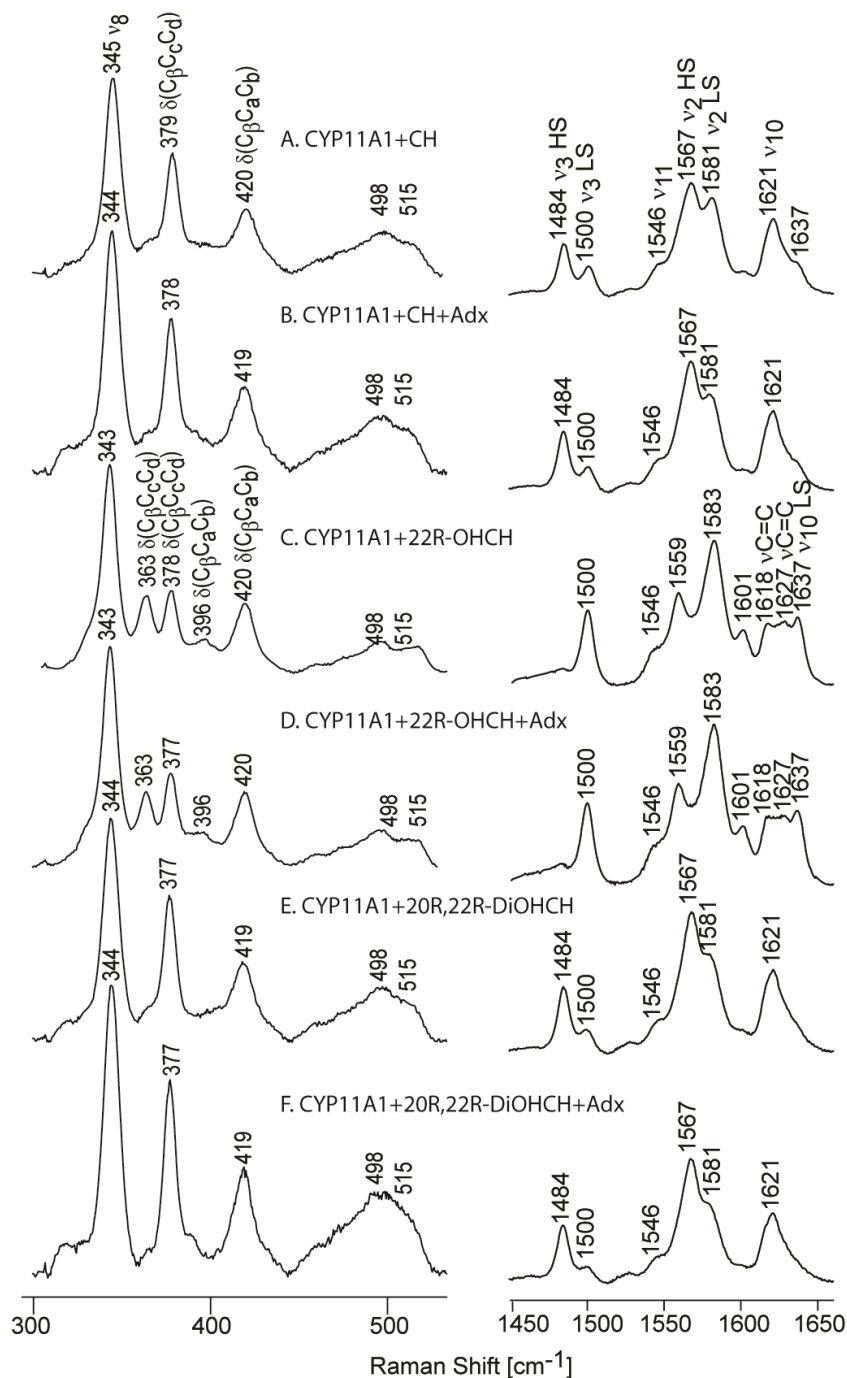 345 ν8
379 δ(CβCcCd)
420 δ(CβCaCb)
A. CYP11A1+CH
498
515
1484 ν3 HS
1500 ν3 LS
1546 ν11
1567 ν2 HS
1581 ν2 LS
1621 ν10
1637
344
378
419
B. CYP11A1+CH+Adx
498
515
1484
1500
1546
1567
1581
1621
343
363 δ(CβCcCd)
378 δ(CβCcCd)
396 δ(CβCaCb)
420 δ(CβCaCb)
C. CYP11A1+22R-OHCH
498
515
1500
1546
1559
1583
1601
1618 νC=C
1627 νC=C
1637 ν10 LS
343
363
377
396
420
D. CYP11A1+22R-OHCH+Adx
498
515
1500
1546
1559
1583
1601
1618
1627
1637
344
377
419
E. CYP11A1+20R,22R-DiOHCH
498
515
1484
1500
1546
1567
1581
1621
344
377
419
F. CYP11A1+20R,22R-DiOHCH+Adx
498
515
1484
1500
1546
1567
1581
1621
300 400 500 1450 1500 1550 1600 1650
Raman Shift [cm-1]